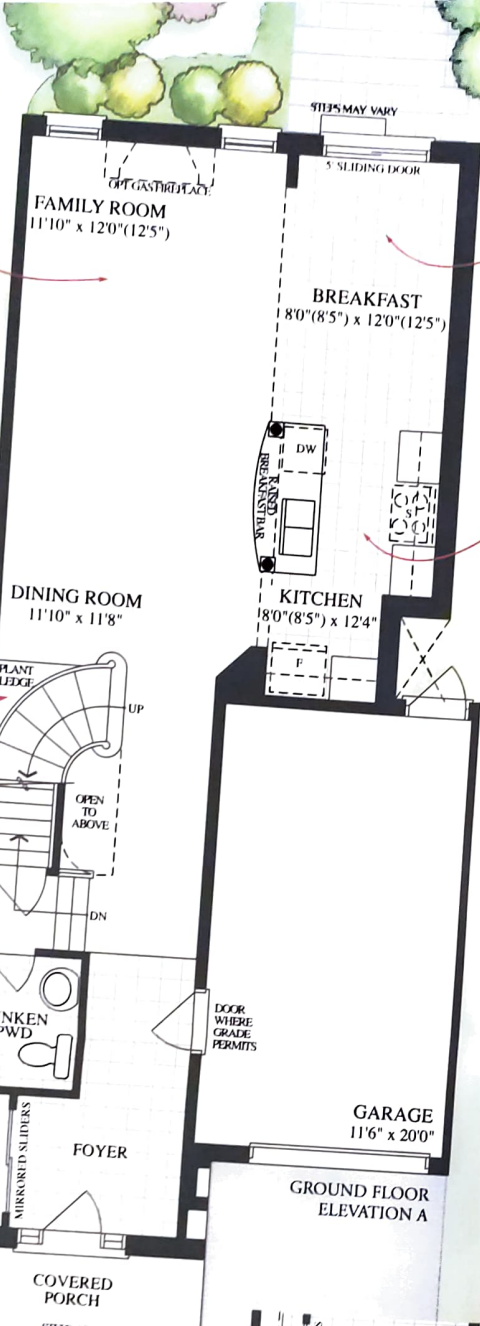 STEPS MAY VARY
5' SLIDING DOOR
OPT GAS FIREPLACE
FAMILY ROOM
11'10" x 12'0"(12'5")
BREAKFAST
8'0"(8'5") x 12'0"(12'5")
DW
RAISED
BREAKFAST BAR
S
DINING ROOM
11'10" x 11'8"
KITCHEN
8'0"(8'5") x 12'4"
F
X
PLANT
LEDGE
UP
OPEN
TO
ABOVE
DN
NKEN
PWD
DOOR
WHERE
GRADE
PERMITS
MIRRORED SLIDERS
FOYER
GARAGE
11'6" x 20'0"
GROUND FLOOR
ELEVATION A
COVERED
PORCH